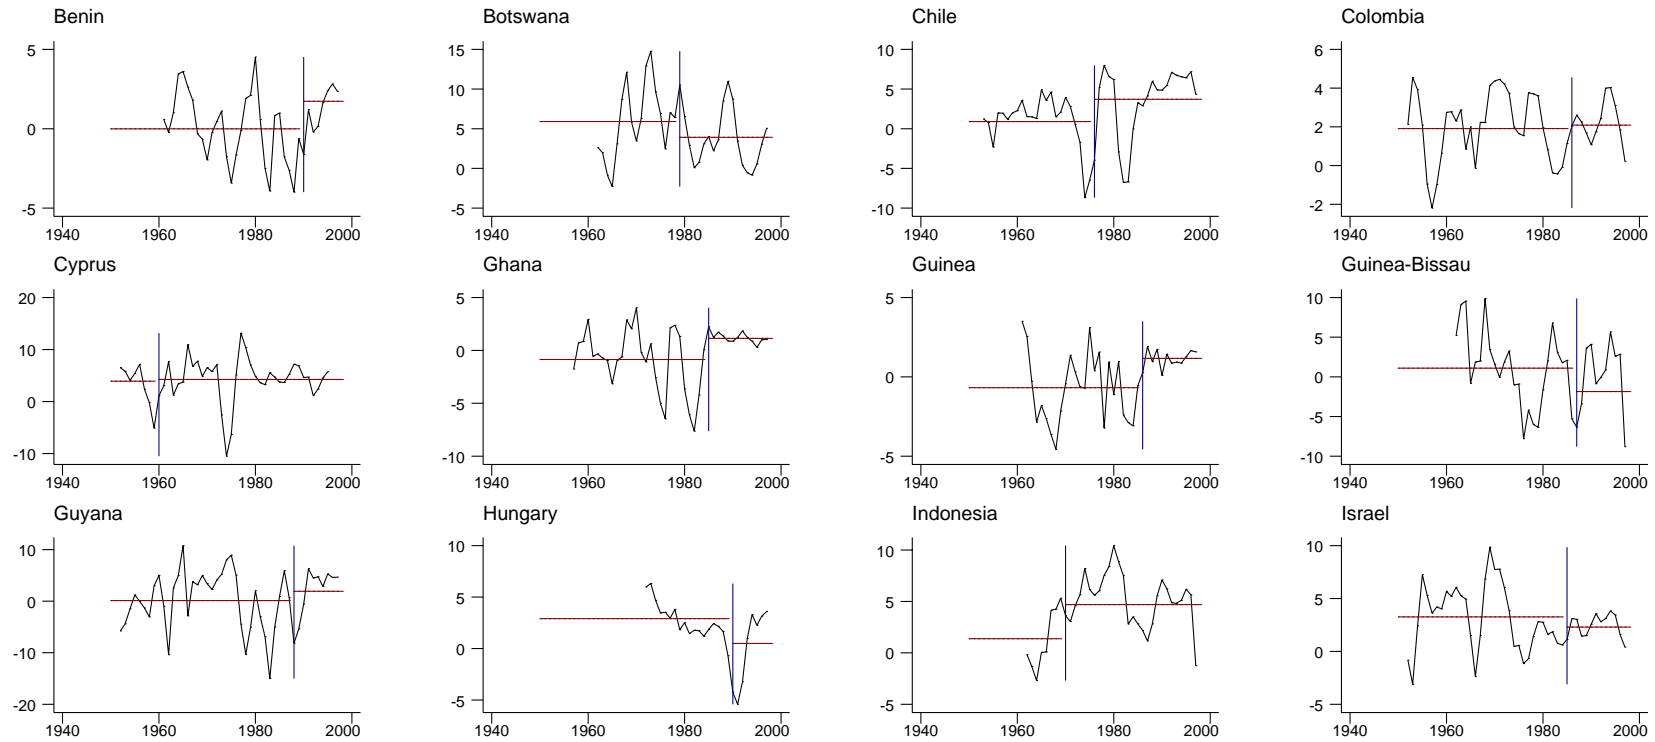 Benin Botswana Chile Colombia
5 15 10 6
10 5 4
0 5 0 2
0 -5 0
-5 -5 -10 -2
1940 1960 1980 2000 1940 1960 1980 2000 1940 1960 1980 2000 1940 1960 1980 2000
Cyprus Ghana Guinea Guinea-Bissau
20 5 5 10
10 0 5
0 -5 0 0
-5
-10 -10 -5 -10
1940 1960 1980 2000 1940 1960 1980 2000 1940 1960 1980 2000 1940 1960 1980 2000
Guyana Hungary Indonesia Israel
10 10 10 10
0 5 5 5
-10 0 0 0
-20 -5 -5 -5
1940 1960 1980 2000 1940 1960 1980 2000 1940 1960 1980 2000 1940 1960 1980 2000